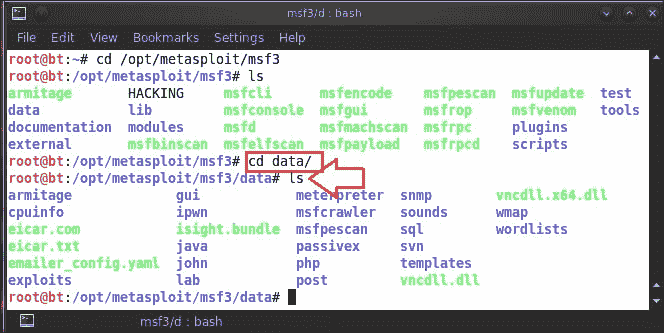 msf3/d : bash
File Edit View Bookmarks Settings Help
root@bt:~# cd /opt/metasploit/msf3
root@bt:/opt/metasploit/msf3# ls
armitage HACKING msfcli msfencode msfpescan msfupdate test
data lib msfconsole msfgui msfrop msfvenom tools
documentation modules msfd msfmachscan msfrpc plugins
external msfbinscan msfelfscan msfpayload msfrpcd scripts
root@bt:/opt/metasploit/msf3# cd data/
root@bt:/opt/metasploit/msf3/data# ls
armitage gui meterpreter snmp vncdll.x64.dll
cpuinfo ipwn msfcrawler sounds wmap
eicar.com isight.bundle msfpescan sql wordlists
eicar.txt java passivex svn
emailer_config.yaml john php templates
exploits lab post vncdll.dll
root@bt:/opt/metasploit/msf3/data#
msf3/d : bash